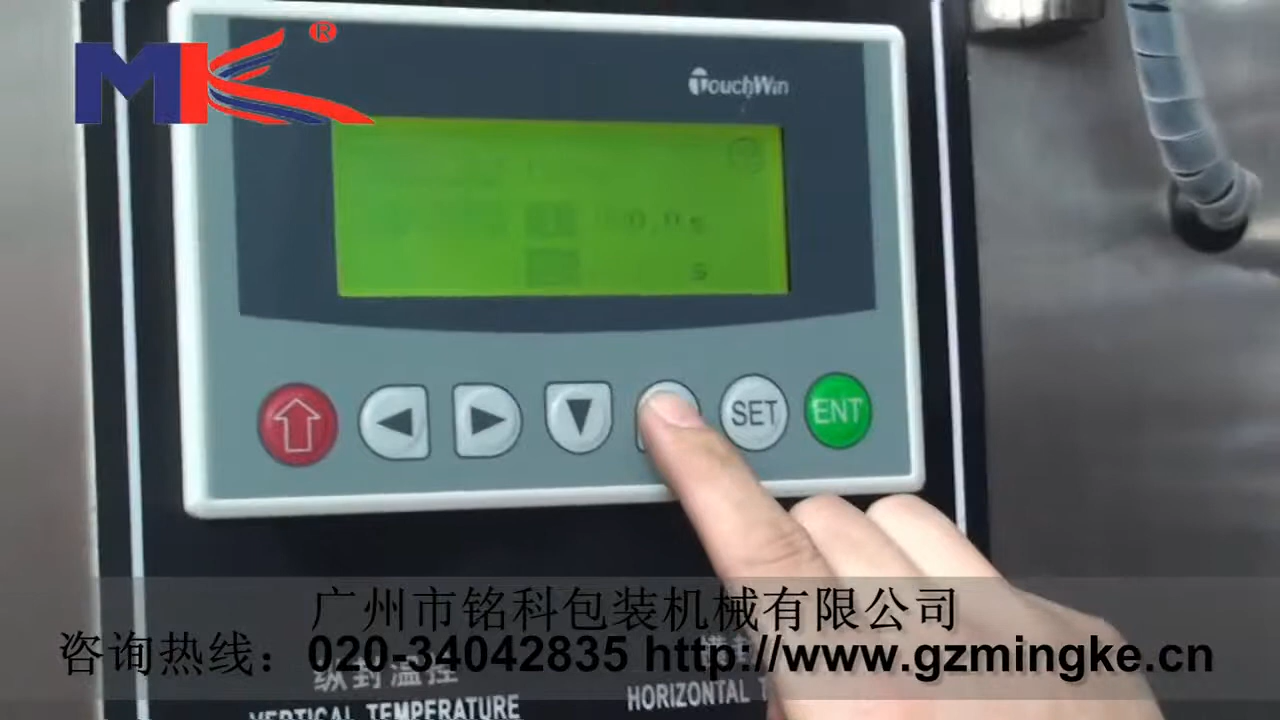 MK®
TouchWin
s
s
SET
ENT
广州市铭科包装机械有限公司
咨询热线：020-34042835 http://www.gzmingke.cn
纵封温控
VERTICAL TEMPERATURE
HORIZONTAL